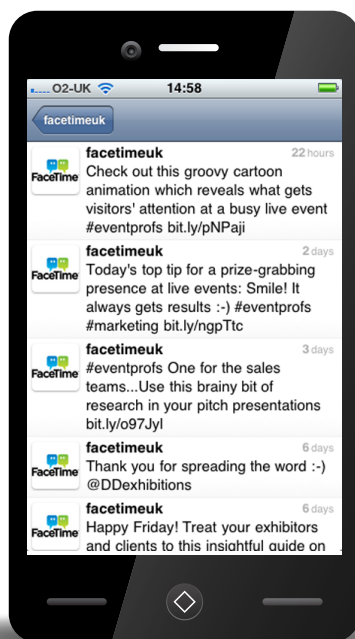 O2-UK 14:58
facetimeuk
facetimeuk 22 hours
FaceTime
Check out this groovy cartoon
animation which reveals what gets
visitors' attention at a busy live event
#eventprofs bit.ly/pNPaji
facetimeuk 2 days
FaceTime
Today's top tip for a prize-grabbing
presence at live events: Smile! It
always gets results :-) #eventprofs
#marketing bit.ly/ngpTtc
facetimeuk 3 days
FaceTime
#eventprofs One for the sales
teams...Use this brainy bit of
research in your pitch presentations
bit.ly/o97Jyl
facetimeuk 6 days
FaceTime
Thank you for spreading the word :-)
@DDexhibitions
facetimeuk 6 days
FaceTime
Happy Friday! Treat your exhibitors
and clients to this insightful guide on